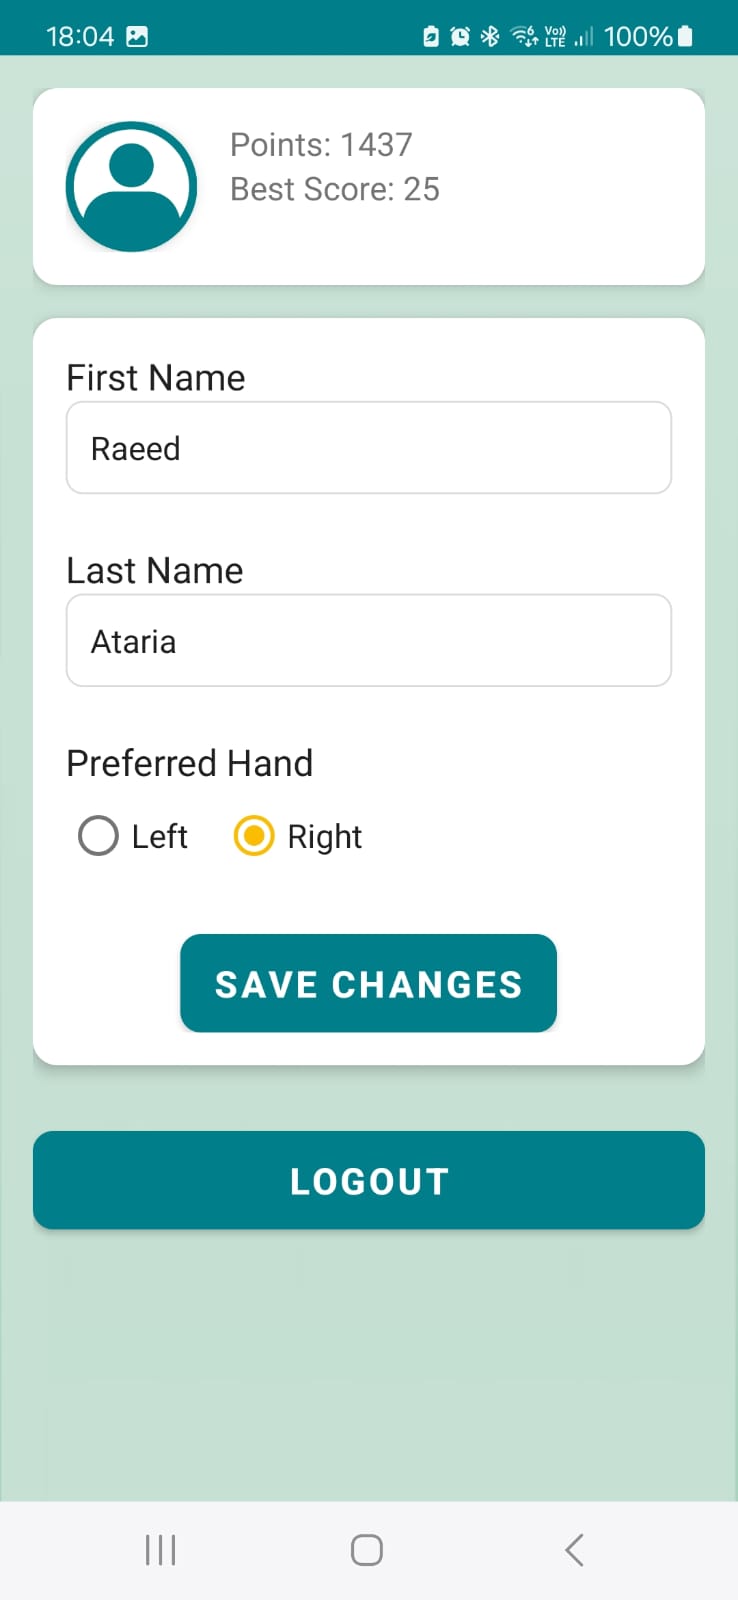 18:04 Vo)) LTE 100%
Points: 1437
Best Score: 25
First Name
Raeed
Last Name
Ataria
Preferred Hand
Left Right
SAVE CHANGES
LOGOUT